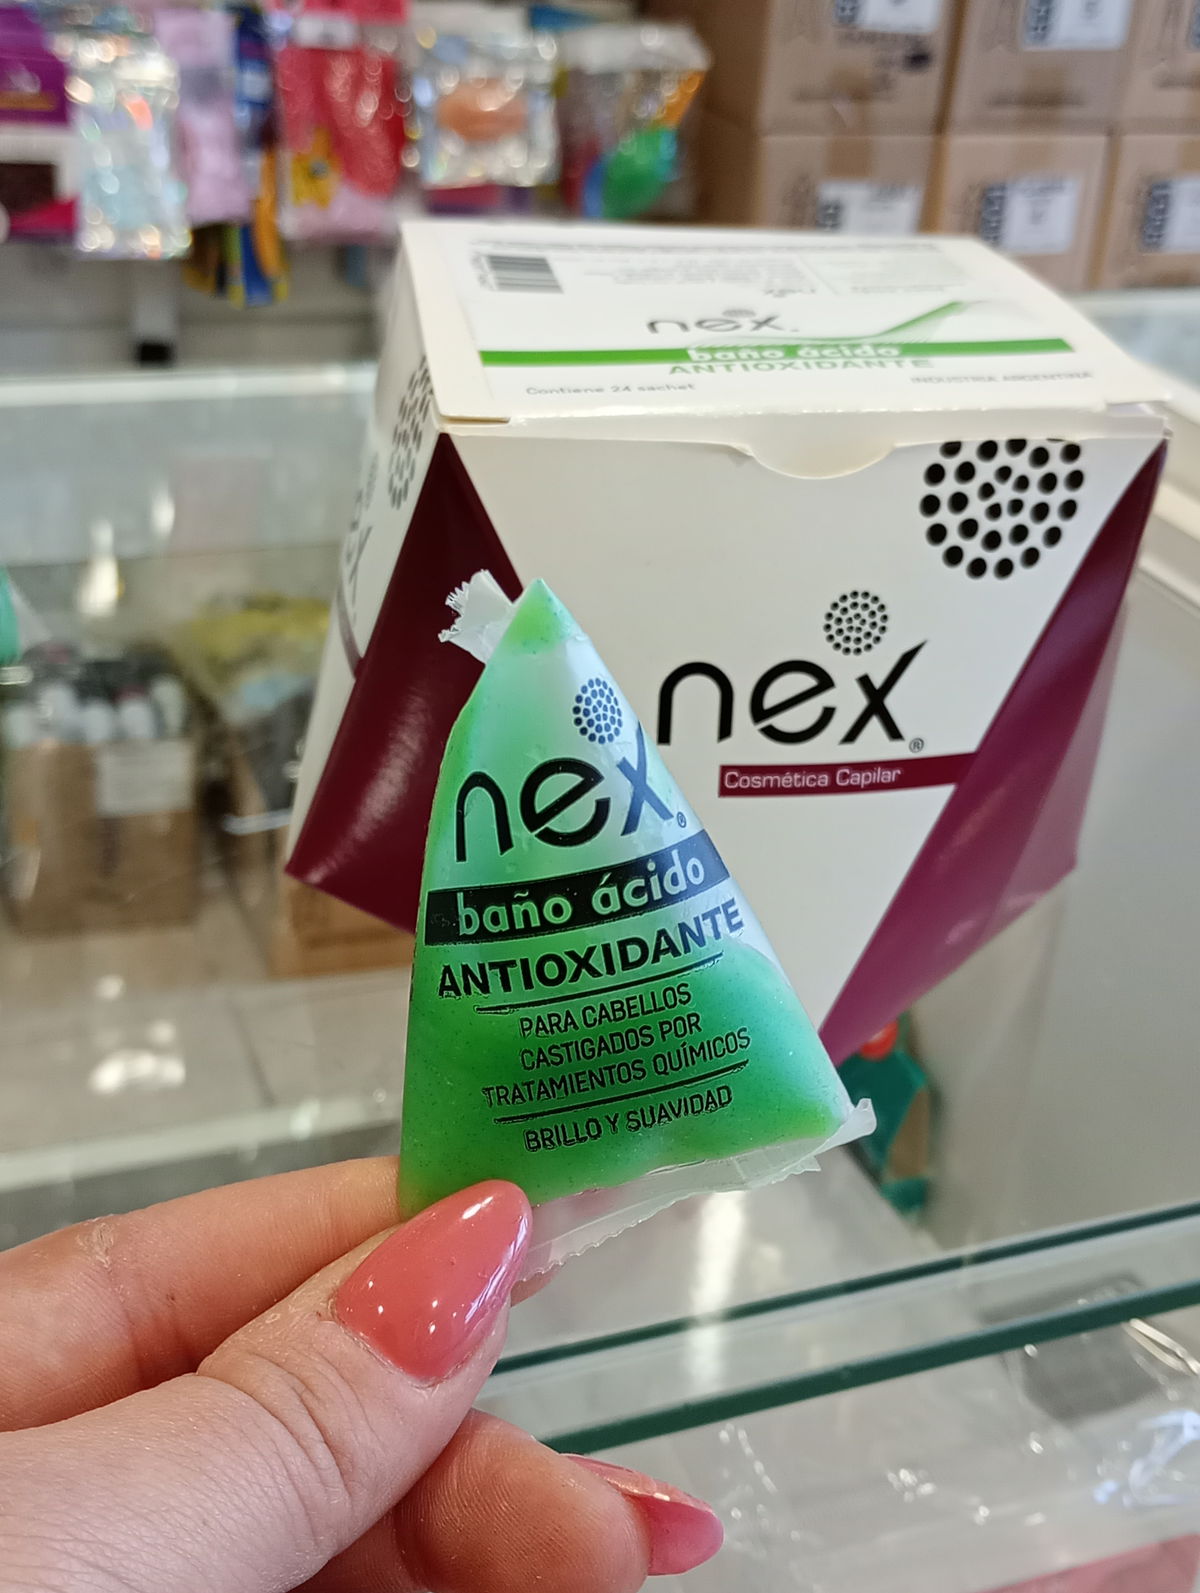 nex
baño ácido
ANTIOXIDANTE
Contiene 24 sachet
INDUSTRIA ARGENTINA
nex®
Cosmética Capilar
nex®
baño ácido
ANTIOXIDANTE
PARA CABELLOS
CASTIGADOS POR
TRATAMIENTOS QUÍMICOS
BRILLO Y SUAVIDAD